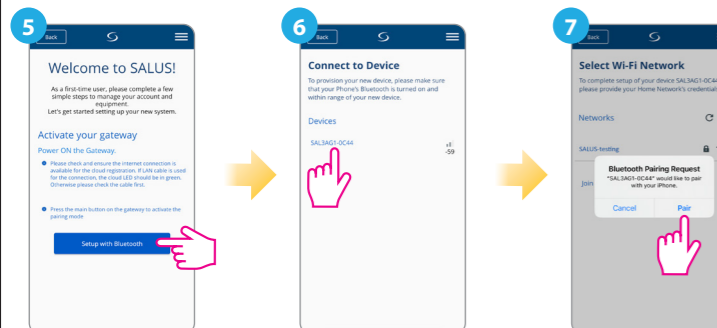 5
Back
Welcome to SALUS!
As a first-time user, please complete a few
simple steps to manage your account and
equipment.
Let's get started setting up your new system.
Activate your gateway
Power ON the Gateway.
Please check and ensure the internet connection is
available for the cloud registration. If LAN cable is used
for the connection, the cloud LED should be in green.
Otherwise please check the cable first.
Press the main button on the gateway to activate the
pairing mode
Setup with Bluetooth
6
Back
Connect to Device
To provision your new device, please make sure
that your Phone's Bluetooth is turned on and
within range of your new device.
Devices
SAL3AG1-0C44
-59
7
Back
Select Wi-Fi Network
To complete setup of your device SAL3AG1-0C44
please provide your Home Network's credential
Networks
SALUS-testing
Join
Bluetooth Pairing Request
"SAL3AG1-0C44" would like to pair
with your iPhone.
Cancel
Pair